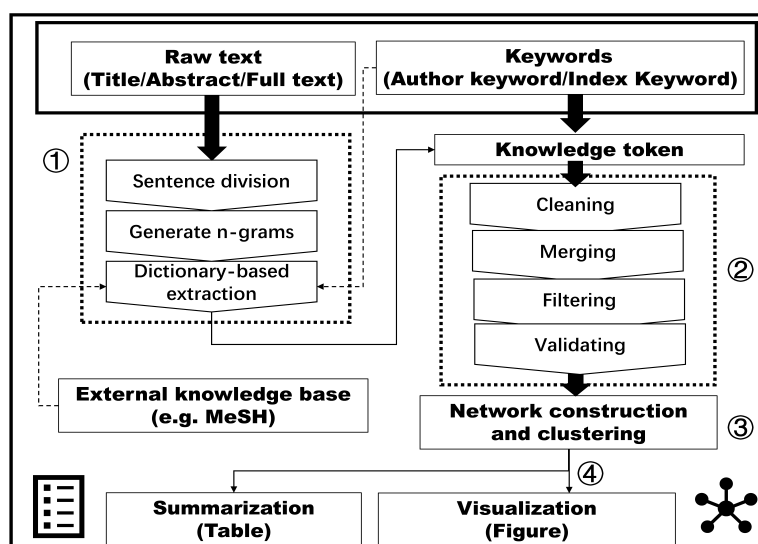 Raw text
(Title/Abstract/Full text)
Keywords
(Author keyword/Index Keyword)
①
Sentence division
Generate n-grams
Dictionary-based
extraction
External knowledge base
(e.g. MeSH)
Knowledge token
Cleaning
Merging
Filtering
Validating
②
Network construction
and clustering
③
④
Summarization
(Table)
Visualization
(Figure)